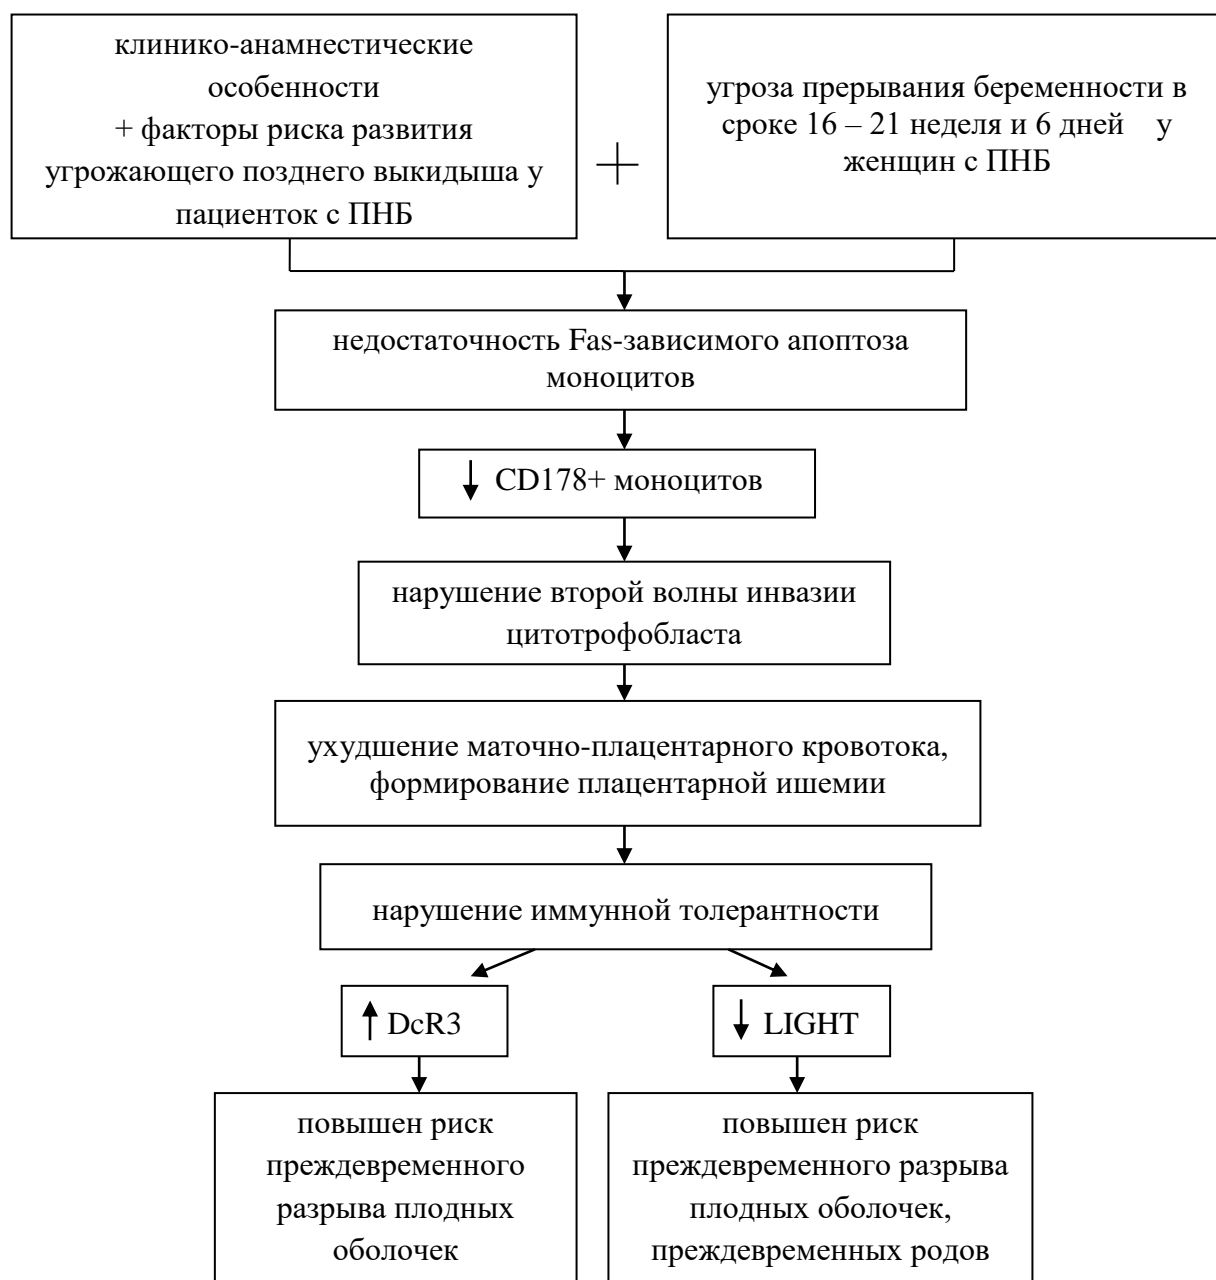 клинико-анамнестические
особенности
+ факторы риска развития
угрожающего позднего выкидыша у
пациенток с ПНБ
+
угроза прерывания беременности в
сроке 16 – 21 неделя и 6 дней у
женщин с ПНБ
недостаточность Fas-зависимого апоптоза
моноцитов
↓ CD178+ моноцитов
нарушение второй волны инвазии
цитотрофобласта
ухудшение маточно-плацентарного кровотока,
формирование плацентарной ишемии
нарушение иммунной толерантности
↑ DcR3
↓ LIGHT
повышен риск
преждевременного
разрыва плодных
оболочек
повышен риск
преждевременного разрыва
плодных оболочек,
преждевременных родов